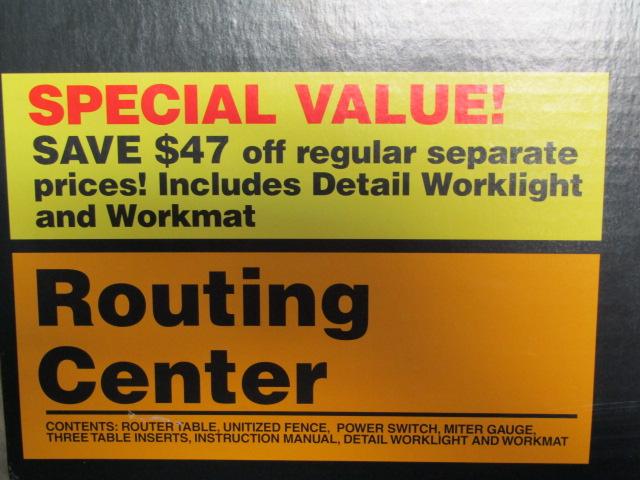 SPECIAL VALUE!
SAVE $47 off regular separate
prices! Includes Detail Worklight
and Workmat
Routing
Center
CONTENTS: ROUTER TABLE, UNITIZED FENCE, POWER SWITCH, MITER GAUGE,
THREE TABLE INSERTS, INSTRUCTION MANUAL, DETAIL WORKLIGHT AND WORKMAT